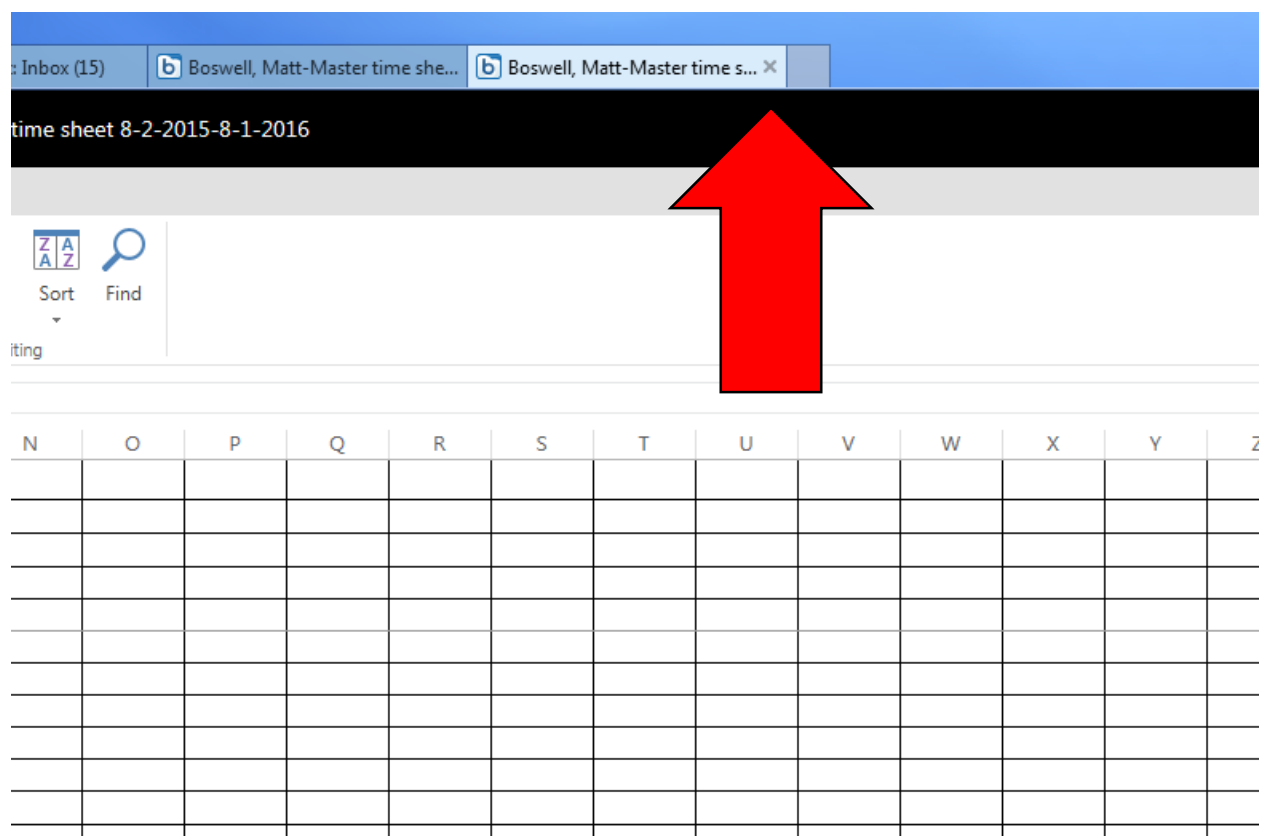 : Inbox (15) b Boswell, Matt-Master time she... b Boswell, Matt-Master time s... ×
time sheet 8-2-2015-8-1-2016
Z A
A Z
Sort Find
iting
N O P Q R S T U V W X Y Z